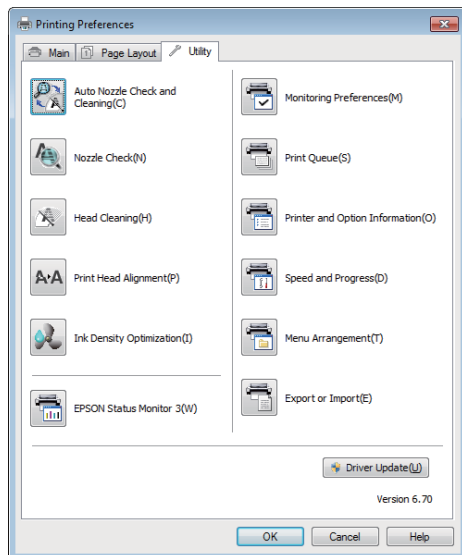 Printing Preferences
Main
Page Layout
Utility
Auto Nozzle Check and
Cleaning(C)
Nozzle Check(N)
Head Cleaning(H)
Print Head Alignment(P)
Ink Density Optimization(I)
EPSON Status Monitor 3(W)
Monitoring Preferences(M)
Print Queue(S)
Printer and Option Information(O)
Speed and Progress(D)
Menu Arrangement(T)
Export or Import(E)
Driver Update(U)
Version 6.70
OK
Cancel
Help